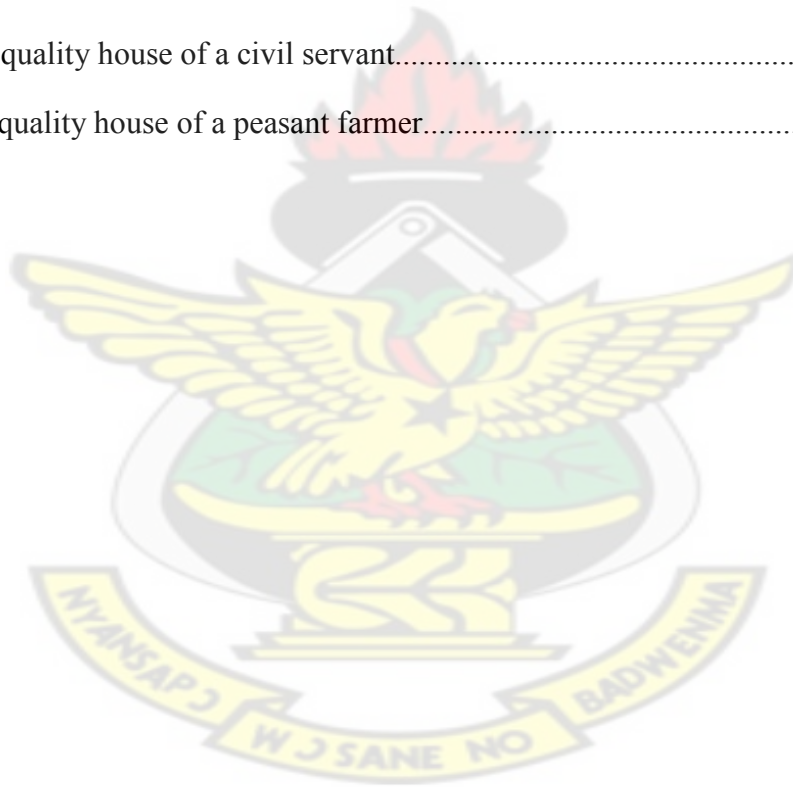 quality house of a civil servant.................................................
quality house of a peasant farmer..............................................
NYANSAPƆ WƆSANE NO BADWENMA